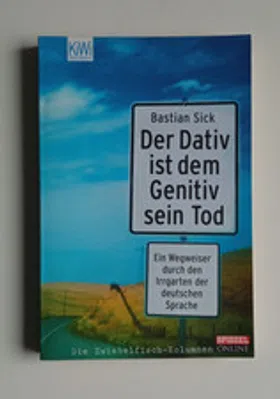 KiWi
Bastian Sick
Der Dativ
ist dem
Genitiv
sein Tod
Ein Wegweiser
durch den
Irrgarten der
deutschen
Sprache
Die Zwiebelfisch-Kolumnen
SPIEGEL
ONLINE